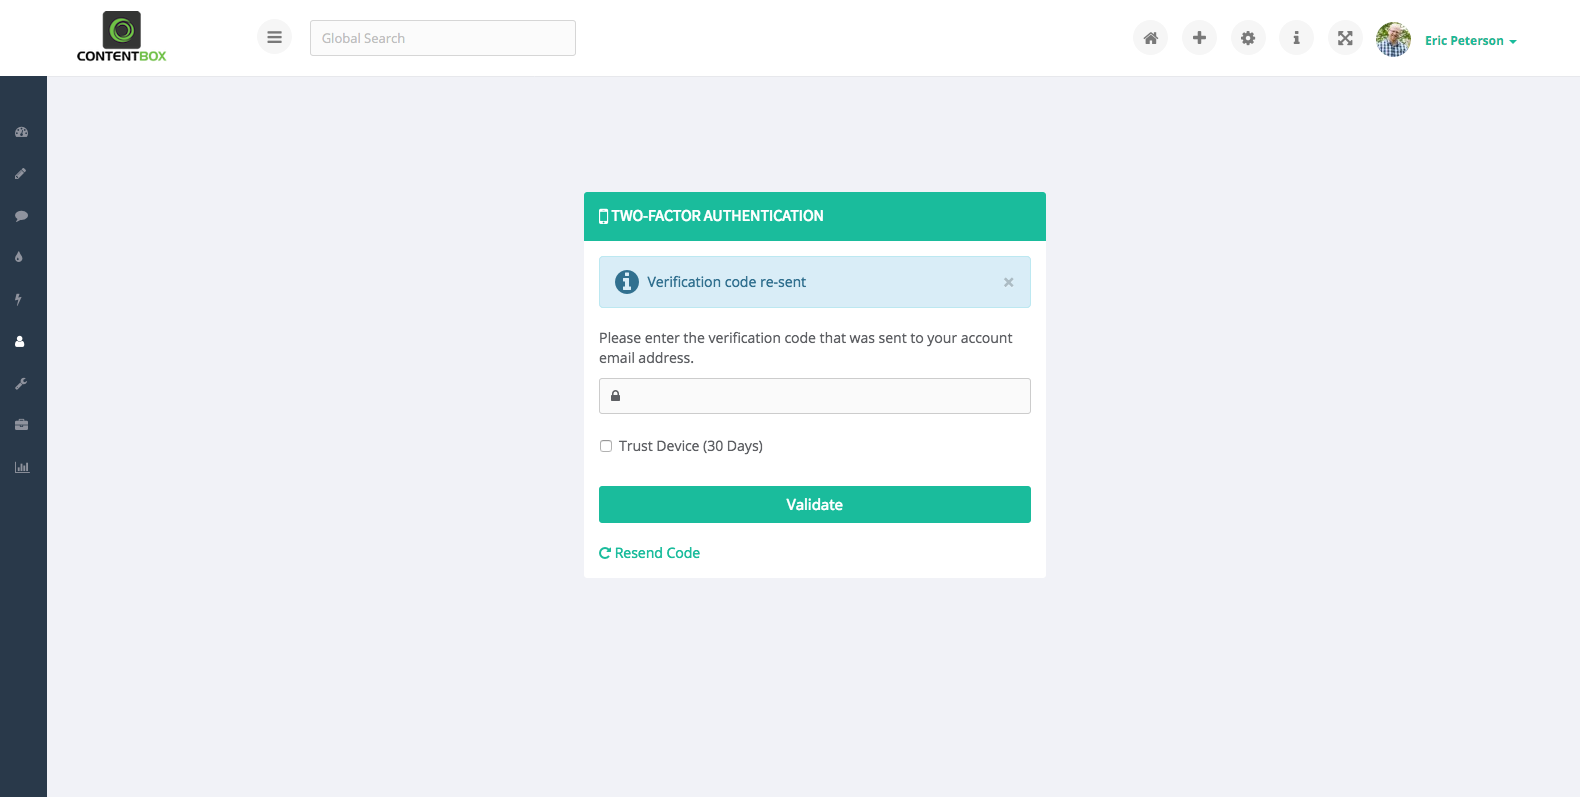 CONTENTBOX
Global Search
Eric Peterson
TWO-FACTOR AUTHENTICATION
Verification code re-sent
×
Please enter the verification code that was sent to your account
email address.
Trust Device (30 Days)
Validate
Resend Code